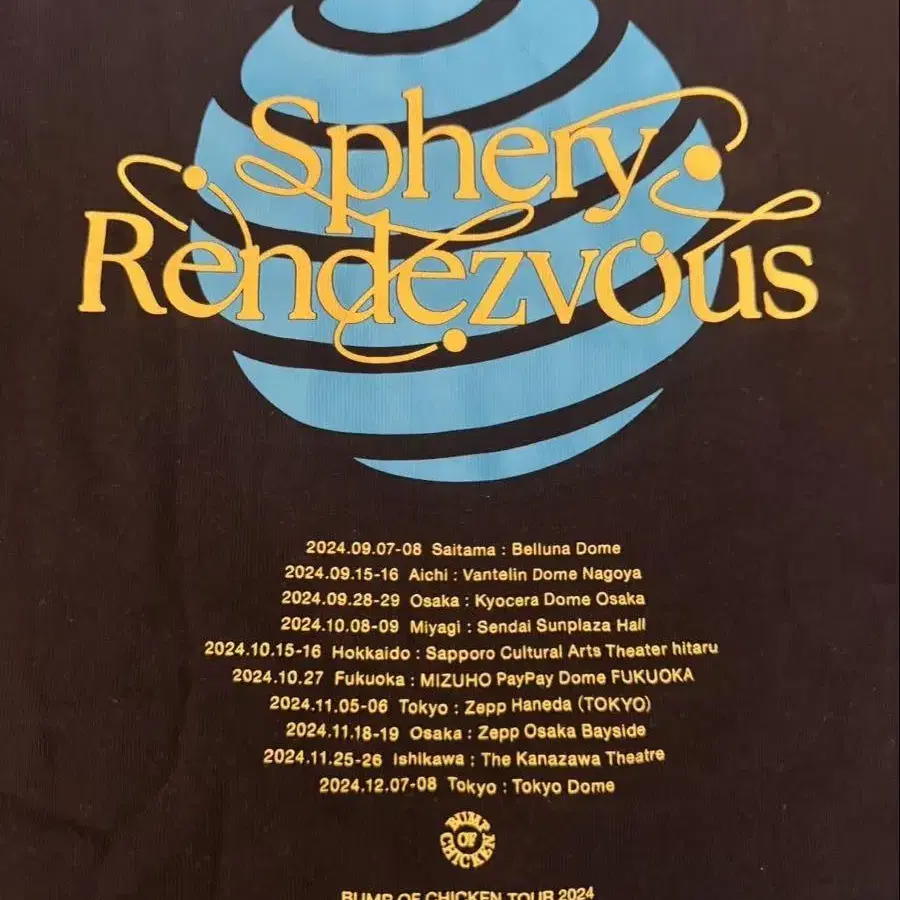 Sphery
Rendezvous
2024.09.07-08 Saitama : Belluna Dome
2024.09.15-16 Aichi : Vantelin Dome Nagoya
2024.09.28-29 Osaka : Kyocera Dome Osaka
2024.10.08-09 Miyagi : Sendai Sunplaza Hall
2024.10.15-16 Hokkaido : Sapporo Cultural Arts Theater hitaru
2024.10.27 Fukuoka : MIZUHO PayPay Dome FUKUOKA
2024.11.05-06 Tokyo : Zepp Haneda (TOKYO)
2024.11.18-19 Osaka : Zepp Osaka Bayside
2024.11.25-26 Ishikawa : The Kanazawa Theatre
2024.12.07-08 Tokyo : Tokyo Dome
BUMP
OF
CHICKEN
BUMP OF CHICKEN TOUR 2024